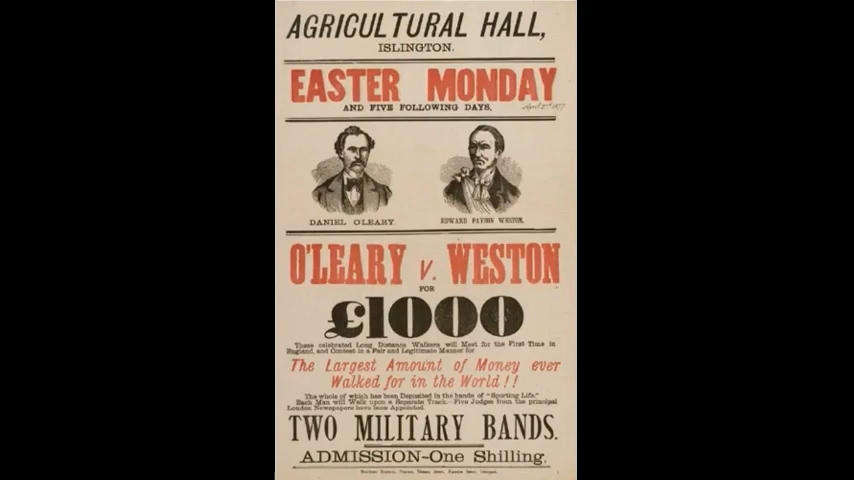 AGRICULTURAL HALL,
ISLINGTON.
EASTER MONDAY
AND FIVE FOLLOWING DAYS,
April 2nd 1877
DANIEL O'LEARY.
EDWARD PAYSON WESTON.
O'LEARY V. WESTON
FOR
£1000
These celebrated Long Distance Walkers will Meet for the First Time in
England, and Contest in a Fair and Legitimate Manner for
The Largest Amount of Money ever
Walked for in the World!!
The whole of which has been Deposited in the hands of "Sporting Life."
Each Man will Walk upon a Separate Track.—Five Judges from the principal
London Newspapers have been Appointed.
TWO MILITARY BANDS.
ADMISSION-One Shilling.